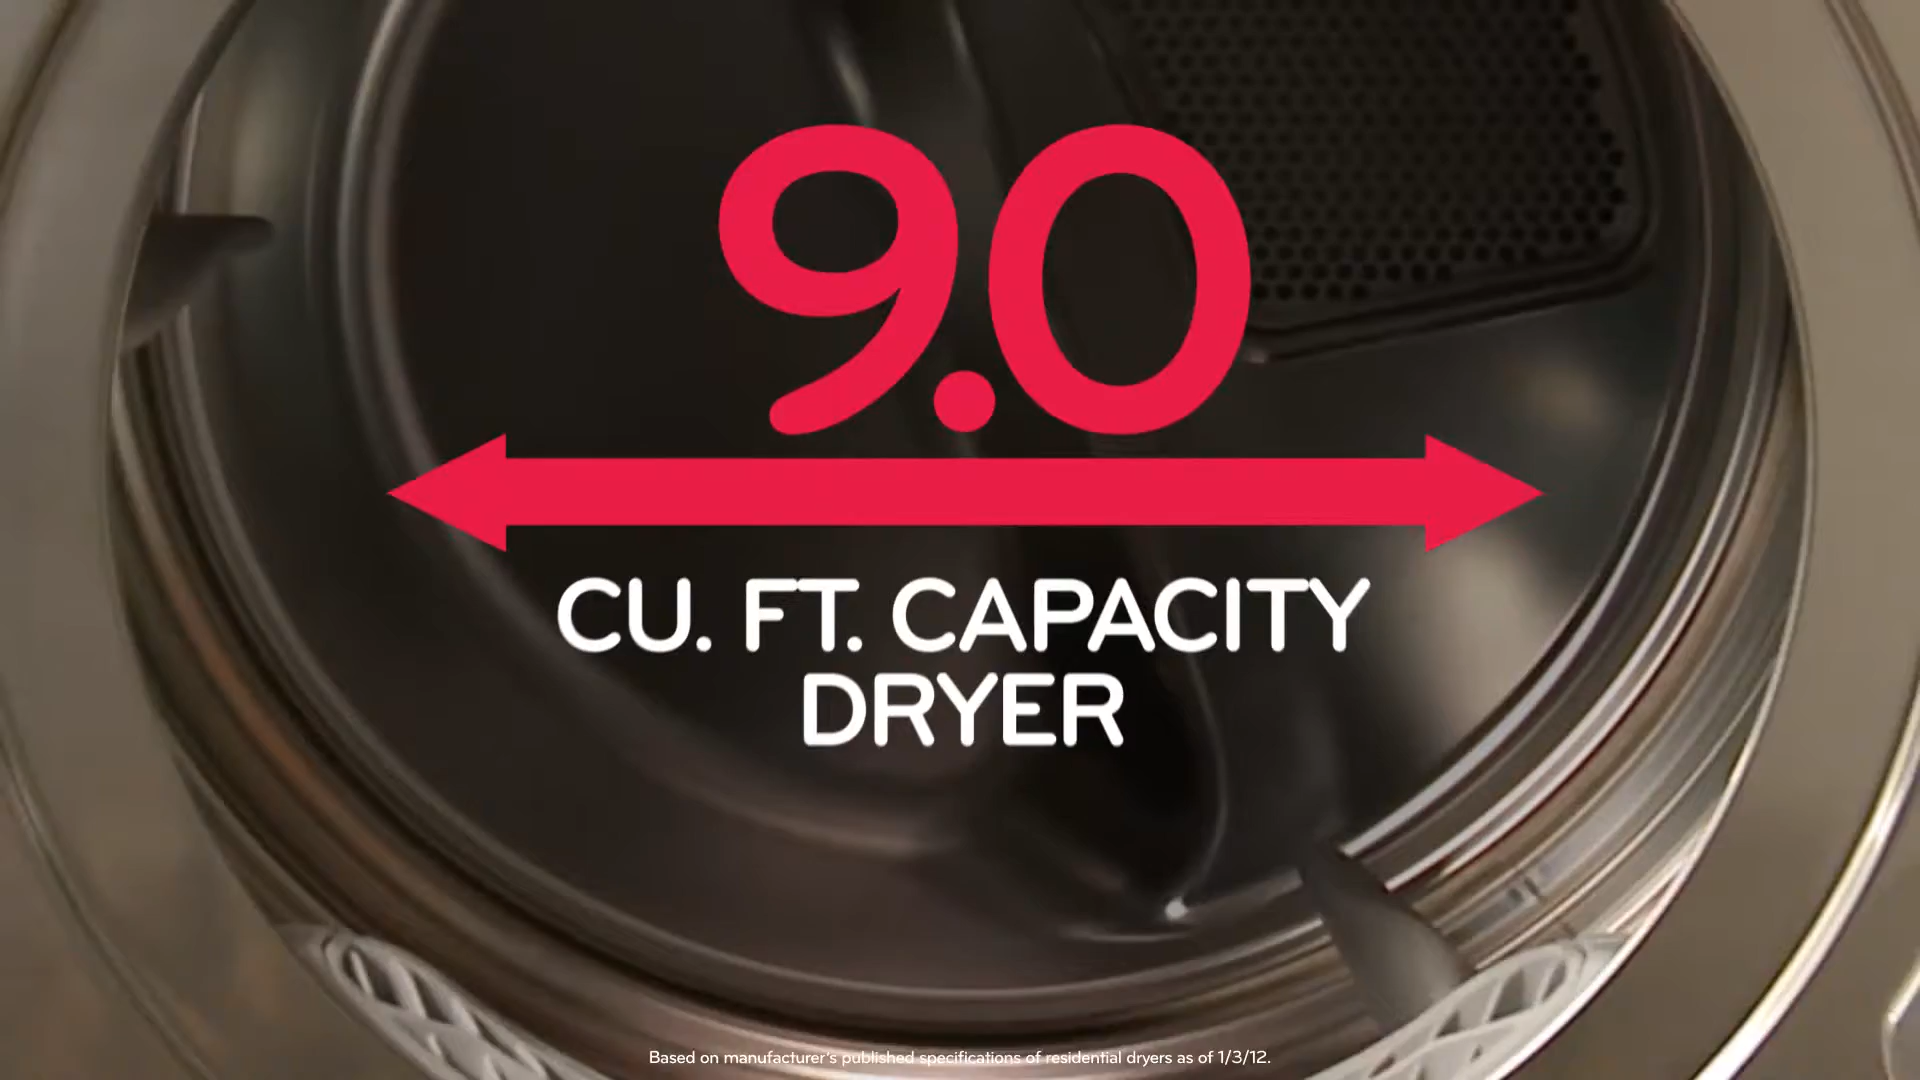 9.0
CU. FT. CAPACITY
DRYER
Based on manufacturer's published specifications of residential dryers as of 1/3/12.